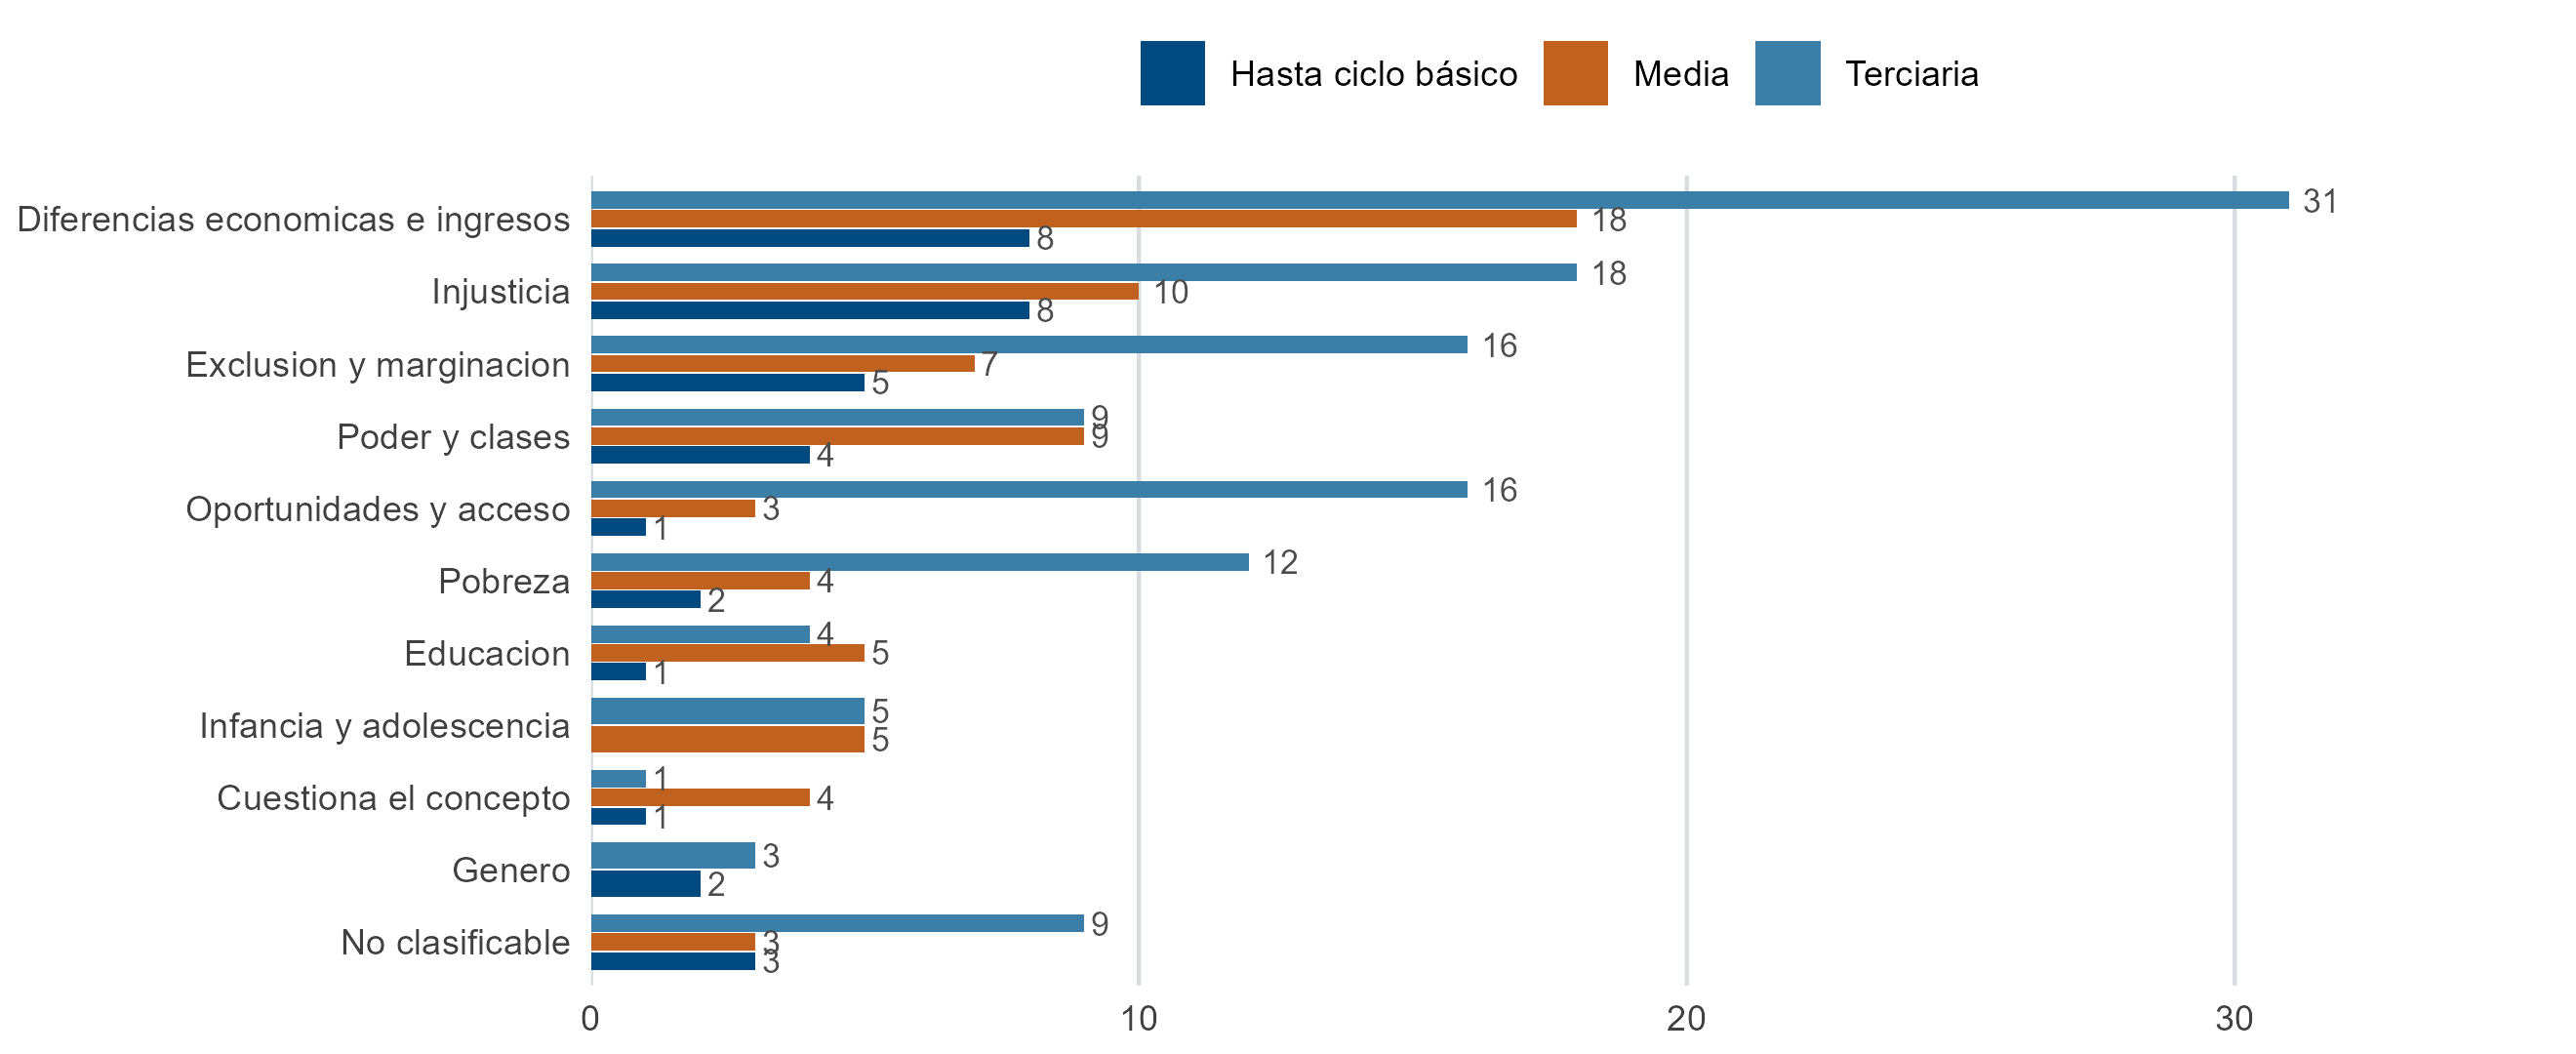 Hasta ciclo básico Media Terciaria
Diferencias economicas e ingresos 31 18 8
Injusticia 18 10 8
Exclusion y marginacion 16 7 5
Poder y clases 9 9 4
Oportunidades y acceso 16 3 1
Pobreza 12 4 2
Educacion 4 5 1
Infancia y adolescencia 5 5
Cuestiona el concepto 1 4 1
Genero 3 2
No clasificable 9 3 3
0 10 20 30